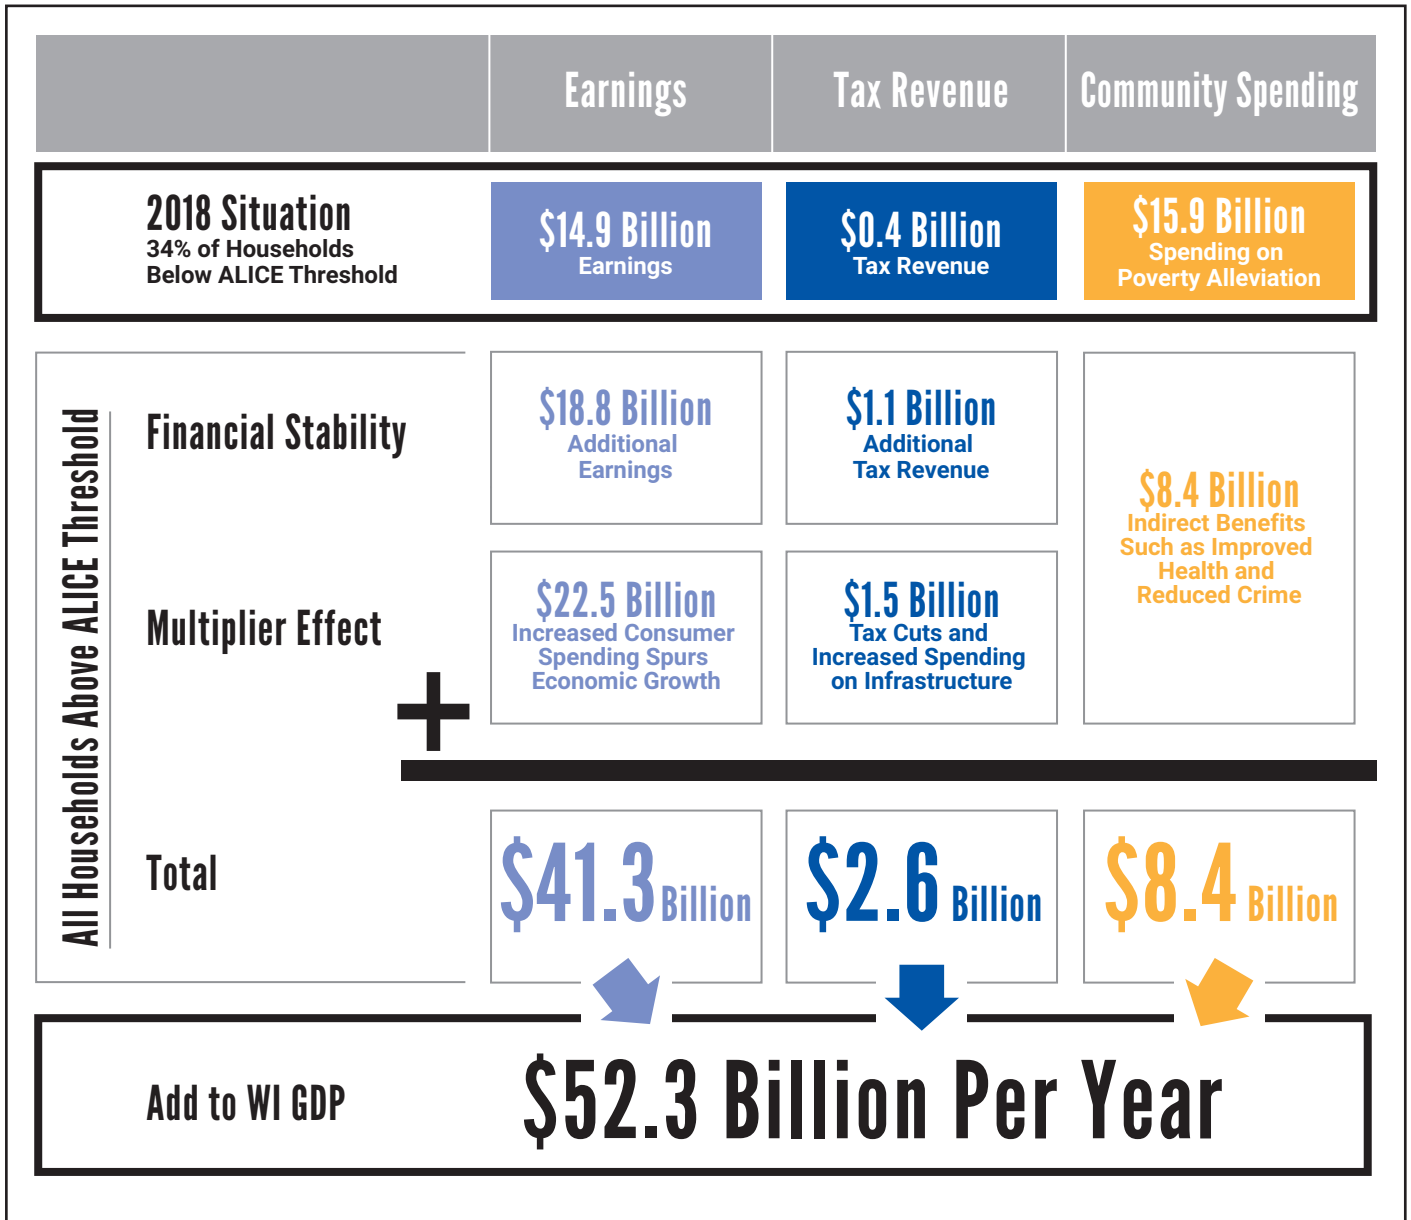 Earnings
Tax Revenue
Community Spending
2018 Situation
34% of Households
Below ALICE Threshold
$14.9 Billion
Earnings
$0.4 Billion
Tax Revenue
$15.9 Billion
Spending on
Poverty Alleviation
All Households Above ALICE Threshold
Financial Stability
$18.8 Billion
Additional
Earnings
$1.1 Billion
Additional
Tax Revenue
$8.4 Billion
Indirect Benefits
Such as Improved
Health and
Reduced Crime
Multiplier Effect
$22.5 Billion
Increased Consumer
Spending Spurs
Economic Growth
$1.5 Billion
Tax Cuts and
Increased Spending
on Infrastructure
+
Total
$41.3 Billion
$2.6 Billion
$8.4 Billion
Add to WI GDP
$52.3 Billion Per Year